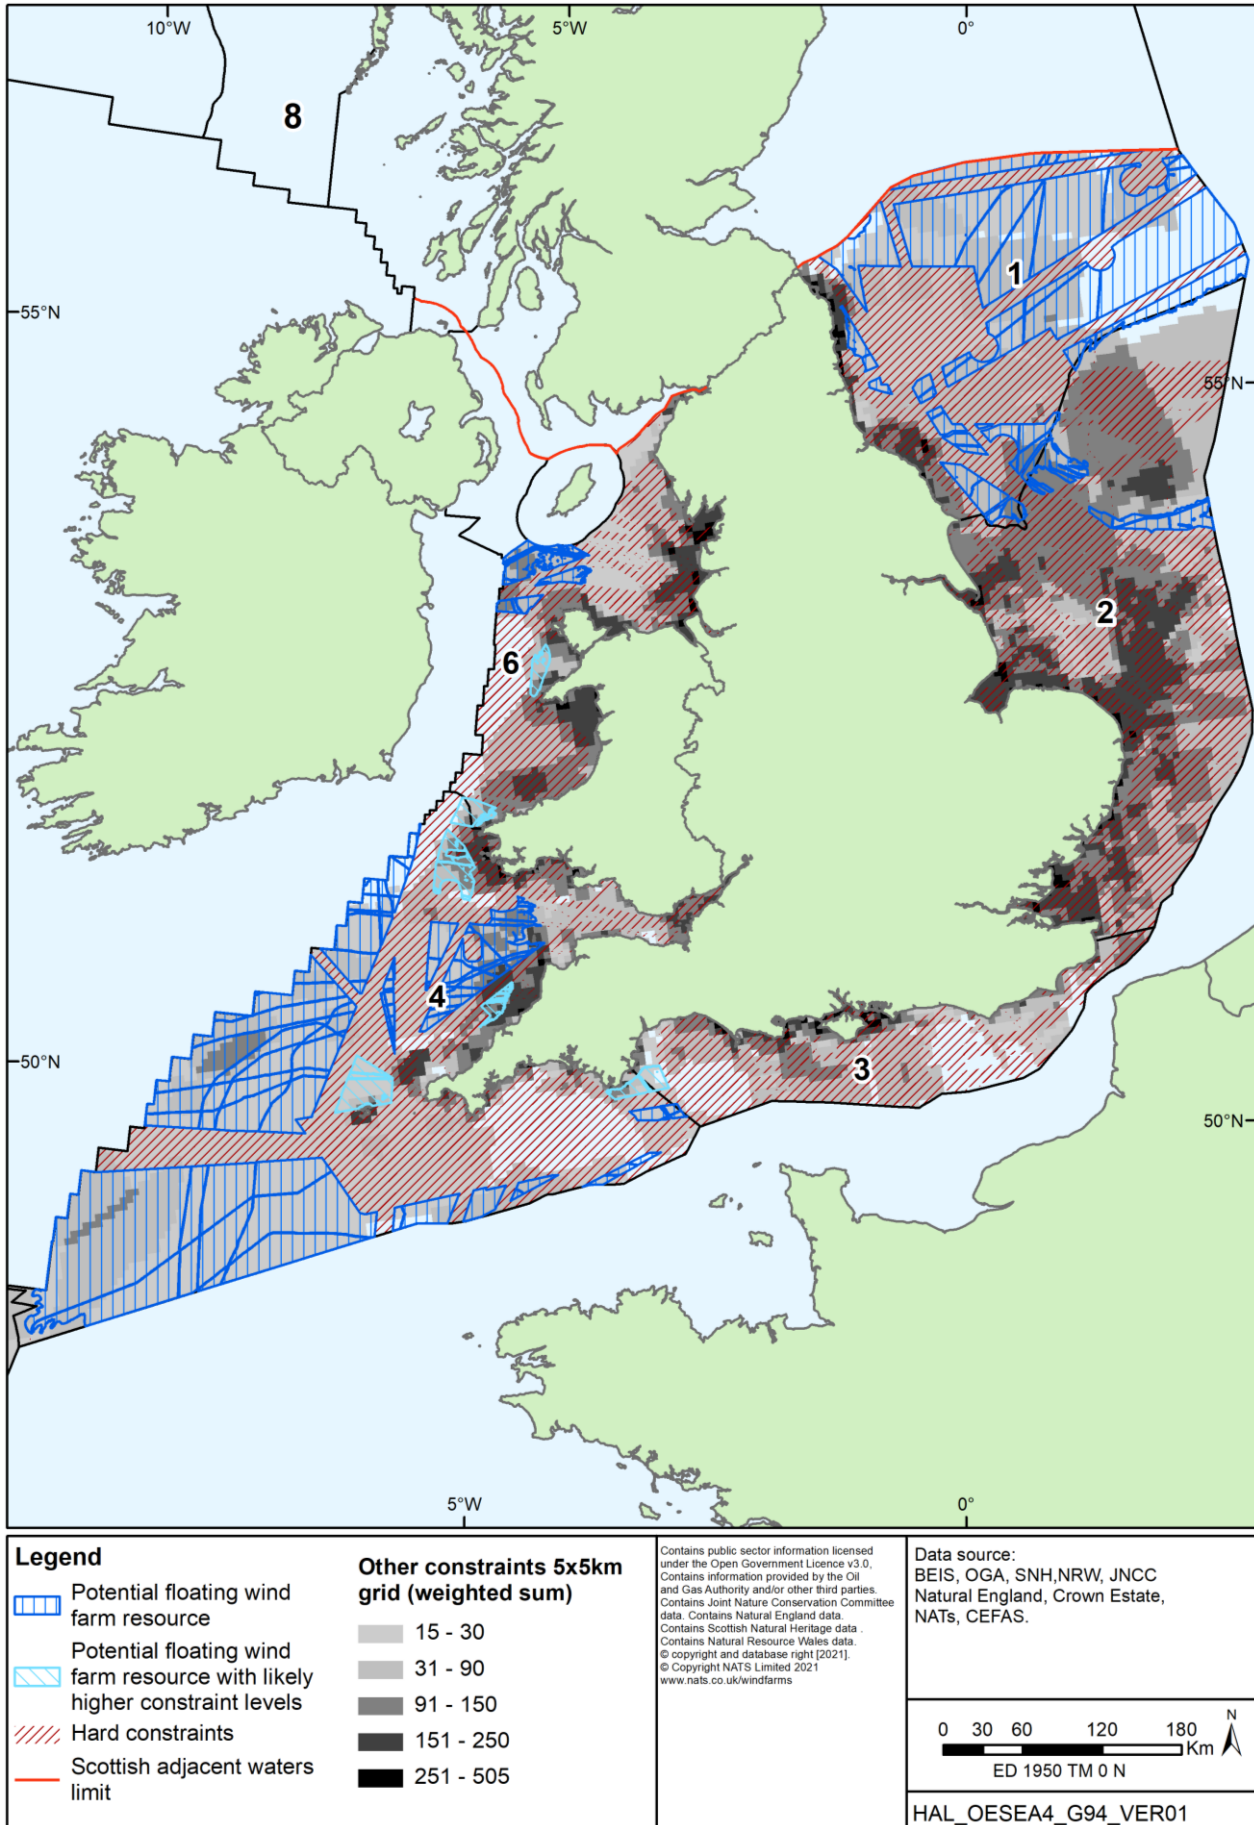 10°W
5°W
0°
8
1
55°N
55°N
2
6
4
3
50°N
50°N
5°W
0°
Legend
Potential floating wind
farm resource
Potential floating wind
farm resource with likely
higher constraint levels
Hard constraints
Scottish adjacent waters
limit
Other constraints 5x5km
grid (weighted sum)
15 - 30
31 - 90
91 - 150
151 - 250
251 - 505
Contains public sector information licensed
under the Open Government Licence v3.0,
Contains information provided by the Oil
and Gas Authority and/or other third parties.
Contains Joint Nature Conservation Committee
data. Contains Natural England data.
Contains Scottish Natural Heritage data .
Contains Natural Resource Wales data.
© copyright and database right [2021].
© Copyright NATS Limited 2021
www.nats.co.uk/windfarms
Data source:
BEIS, OGA, SNH,NRW, JNCC
Natural England, Crown Estate,
NATs, CEFAS.
0 30 60 120 180
Km
N
ED 1950 TM 0 N
HAL_OESEA4_G94_VER01